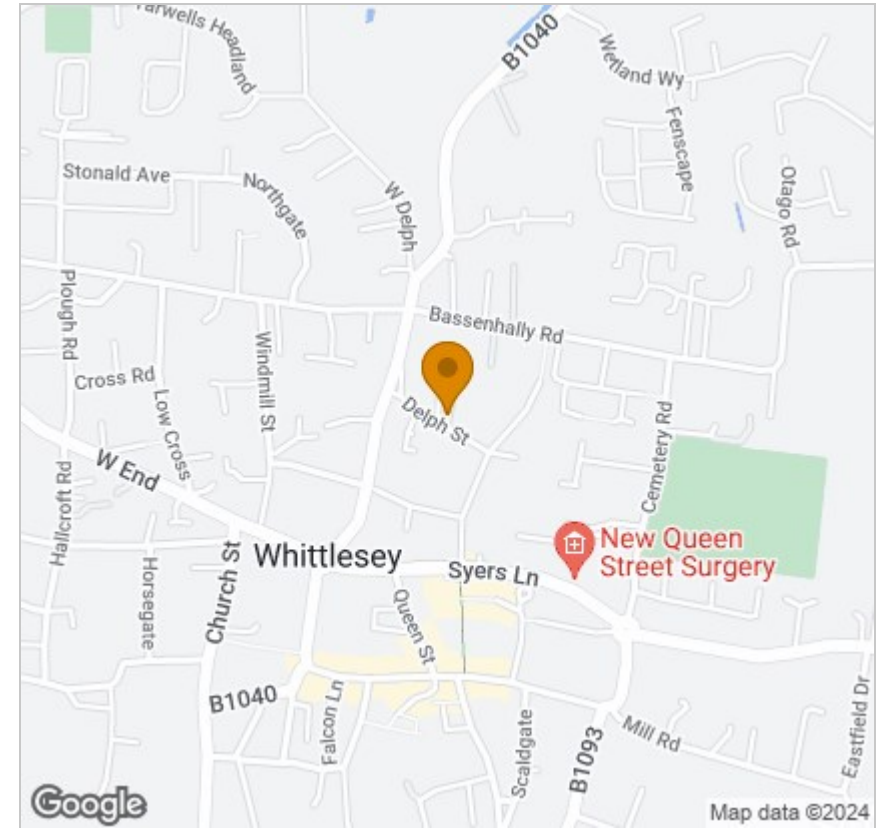 Yarwells Headland
B1040
Wetland Wy
Fenscape
Stonald Ave
Northgate
W Delph
Otago Rd
Plough Rd
Bassenhally Rd
Windmill St
Cross Rd
Low Cross
Delph St
Cemetery Rd
W End
Hallcroft Rd
Whittlesey
New Queen
Street Surgery
Syers Ln
Horsegate
Church St
Queen St
B1040
Falcon Ln
Scaldgate
B1093
Mill Rd
Eastfield Dr
Google
Map data ©2024